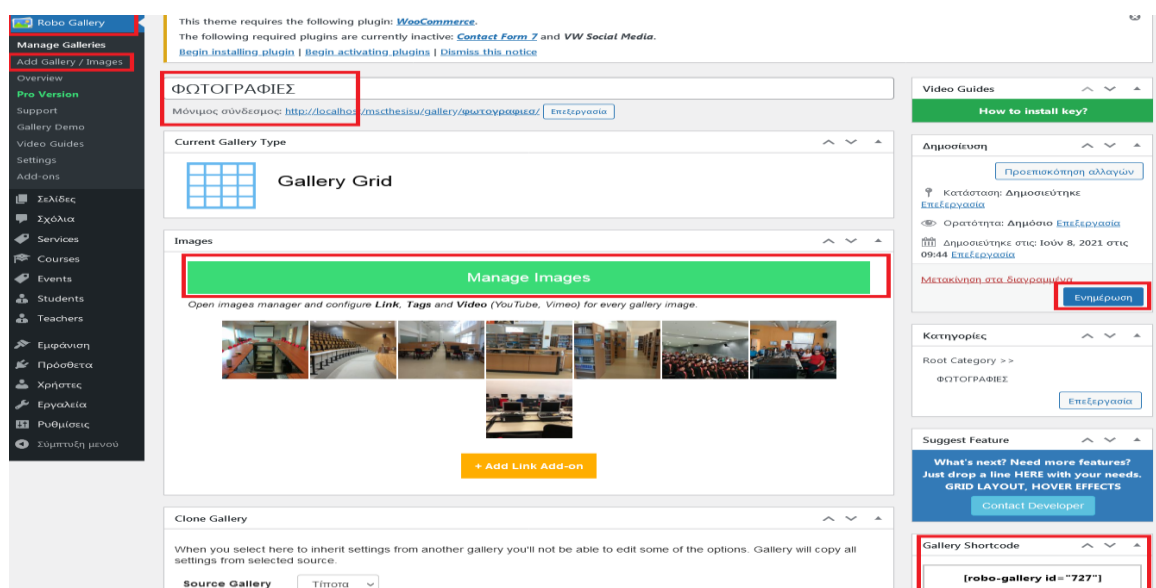 Robo Gallery
Manage Galleries
Add Gallery / Images
Overview
Pro Version
Support
Gallery Demo
Video Guides
Settings
Add-ons
Σελίδες
Σχόλια
Services
Courses
Events
Students
Teachers
Εμφάνιση
Πρόσθετα
Χρήστες
Εργαλεία
Ρυθμίσεις
Σύμπτυξη μενού
This theme requires the following plugin: WooCommerce.
The following required plugins are currently inactive: Contact Form 7 and VW Social Media.
Begin installing plugin | Begin activating plugins | Dismiss this notice
ΦΩΤΟΓΡΑΦΙΕΣ
Μόνιμος σύνδεσμος: http://localhost/mscthesisu/gallery/φωτογραφιεσ/ Επεξεργασία
Current Gallery Type
Gallery Grid
Images
Manage Images
Open images manager and configure Link, Tags and Video (YouTube, Vimeo) for every gallery image.
+ Add Link Add-on
Clone Gallery
When you select here to inherit settings from another gallery you'll not be able to edit some of the options. Gallery will copy all
settings from selected source.
Source Gallery Τίποτα
Video Guides
How to install key?
Δημοσίευση
Προεπισκόπηση αλλαγών
Κατάσταση: Δημοσιεύτηκε
Επεξεργασία
Ορατότητα: Δημόσιο Επεξεργασία
Δημοσιεύτηκε στις: Ιούν 8, 2021 στις
09:44 Επεξεργασία
Μετακίνηση στα διαγραμμένα
Ενημέρωση
Κατηγορίες
Root Category >>
ΦΩΤΟΓΡΑΦΙΕΣ
Επεξεργασία
Suggest Feature
What's next? Need more features?
Just drop a line HERE with your needs.
GRID LAYOUT, HOVER EFFECTS
Contact Developer
Gallery Shortcode
[robo-gallery id="727"]